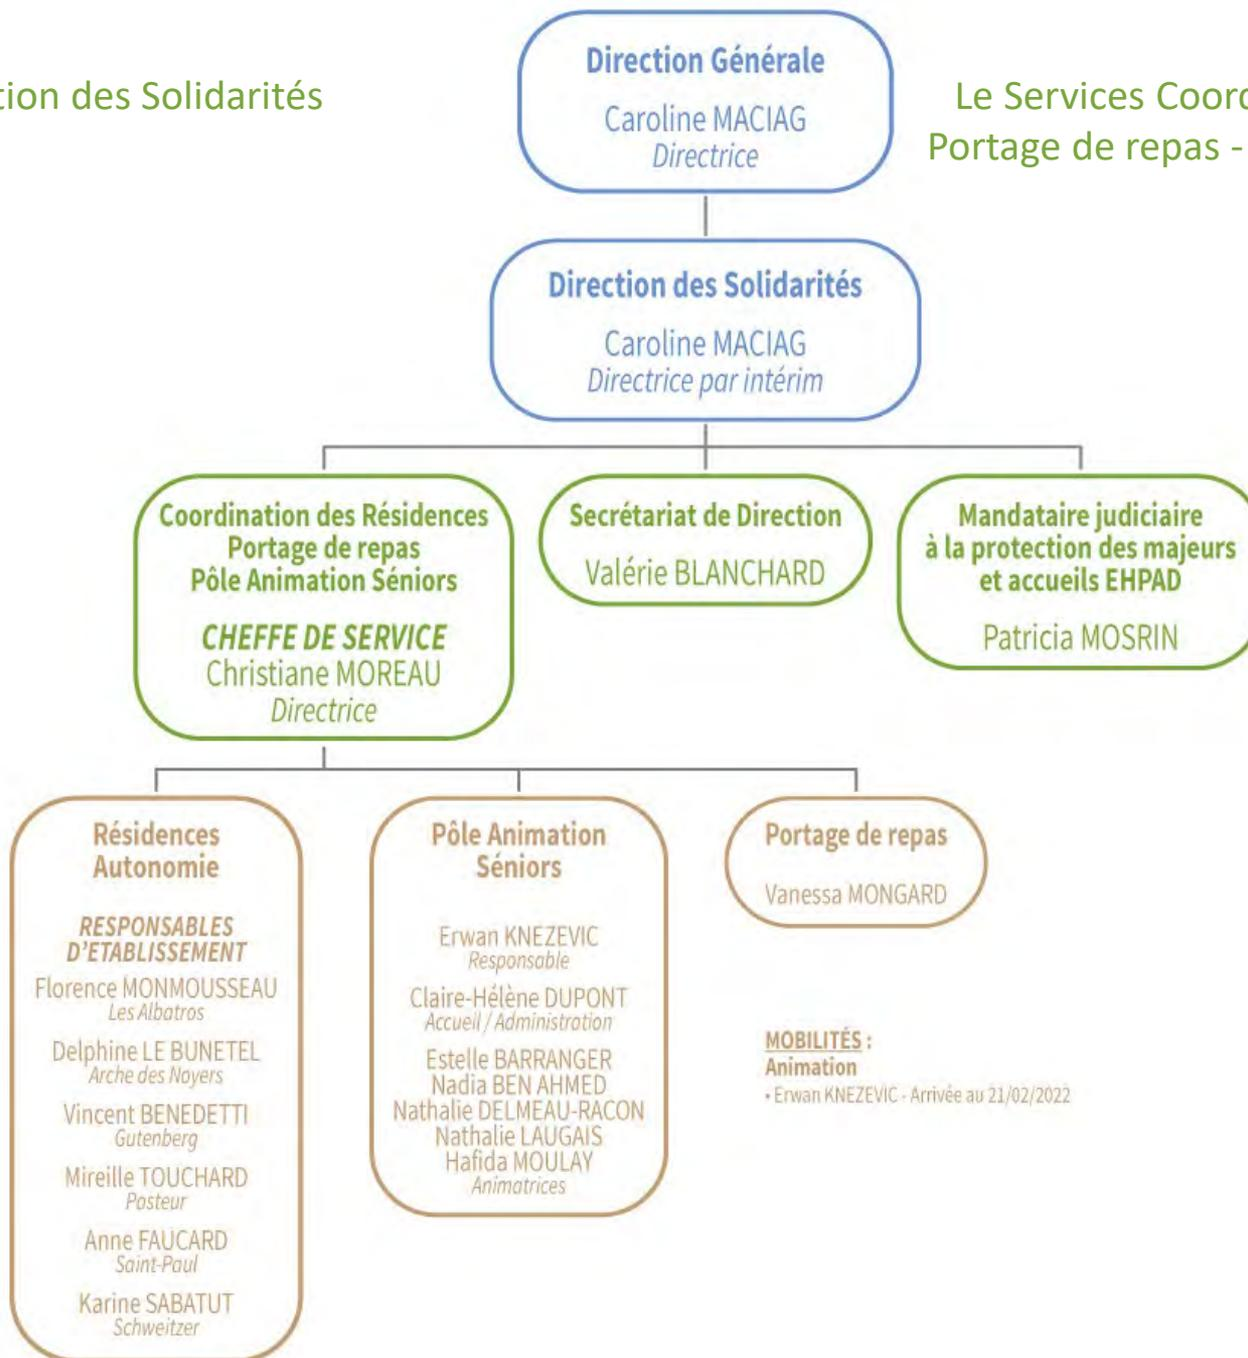 tion des Solidarités
Le Services Coord
Portage de repas -
Direction Générale
Caroline MACIAG
Directrice
Direction des Solidarités
Caroline MACIAG
Directrice par intérim
Coordination des Résidences
Portage de repas
Pôle Animation Séniors
CHEFFE DE SERVICE
Christiane MOREAU
Directrice
Secrétariat de Direction
Valérie BLANCHARD
Mandataire judiciaire
à la protection des majeurs
et accueils EHPAD
Patricia MOSRIN
Résidences
Autonomie
RESPONSABLES
D'ETABLISSEMENT
Florence MONMOUSSEAU
Les Albatros
Delphine LE BUNETEL
Arche des Noyers
Vincent BENEDETTI
Gutenberg
Mireille TOUCHARD
Pasteur
Anne FAUCARD
Saint-Paul
Karine SABATUT
Schweitzer
Pôle Animation
Séniors
Erwan KNEZEVIC
Responsable
Claire-Hélène DUPONT
Accueil / Administration
Estelle BARRANGER
Nadia BEN AHMED
Nathalie DELMEAU-RACON
Nathalie LAUGAIS
Hafida MOULAY
Animatrices
Portage de repas
Vanessa MONGARD
MOBILITÉS :
Animation
• Erwan KNEZEVIC - Arrivée au 21/02/2022